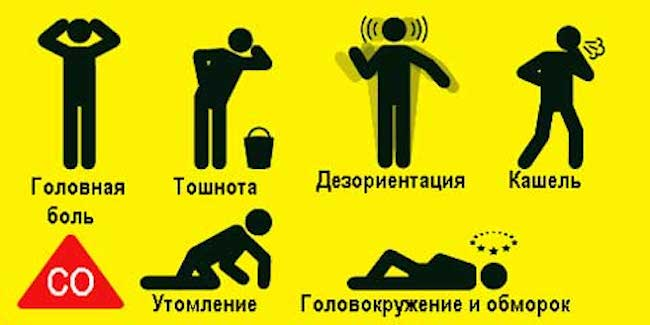 Головная
боль
Тошнота
Дезориентация
Кашель
CO
Утомление
Головокружение и обморок